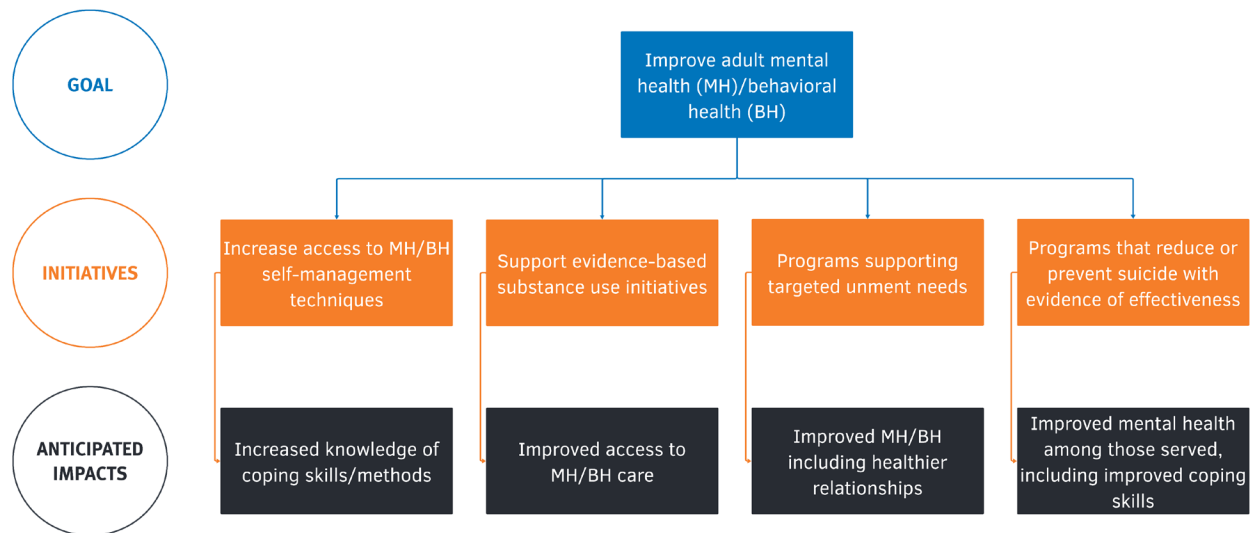 GOAL
Improve adult mental
health (MH)/behavioral
health (BH)
INITIATIVES
Increase access to MH/BH
self-management
techniques
Support evidence-based
substance use initiatives
Programs supporting
targeted unment needs
Programs that reduce or
prevent suicide with
evidence of effectiveness
ANTICIPATED
IMPACTS
Increased knowledge of
coping skills/methods
Improved access to
MH/BH care
Improved MH/BH
including healthier
relationships
Improved mental health
among those served,
including improved coping
skills